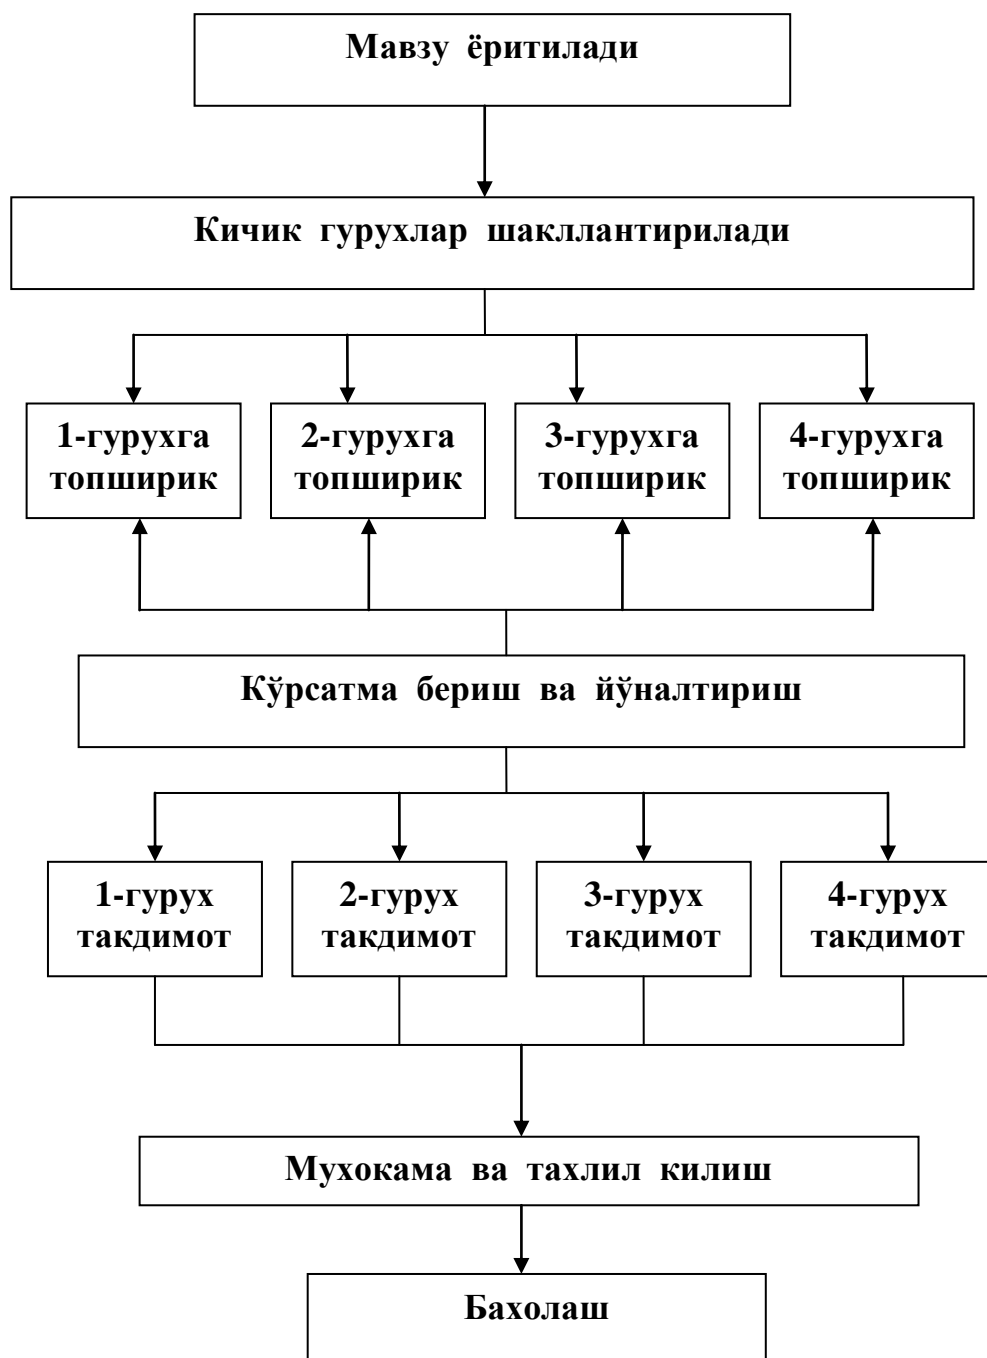 Мавзу ёритилади
Кичик гурухлар шакллантирилади
1-гурухга
топширик
2-гурухга
топширик
3-гурухга
топширик
4-гурухга
топширик
Кўрсатма бериш ва йўналтириш
1-гурух
такдимот
2-гурух
такдимот
3-гурух
такдимот
4-гурух
такдимот
Мухокама ва тахлил килиш
Бахолаш